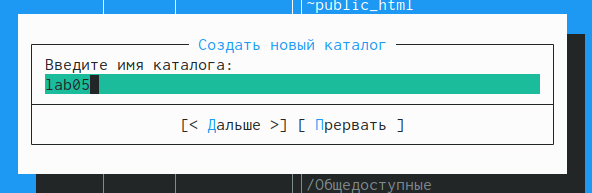 ~public_html
Создать новый каталог
Введите имя каталога:
lab05
[< Дальше >] [ Прервать ]
/Общедоступные